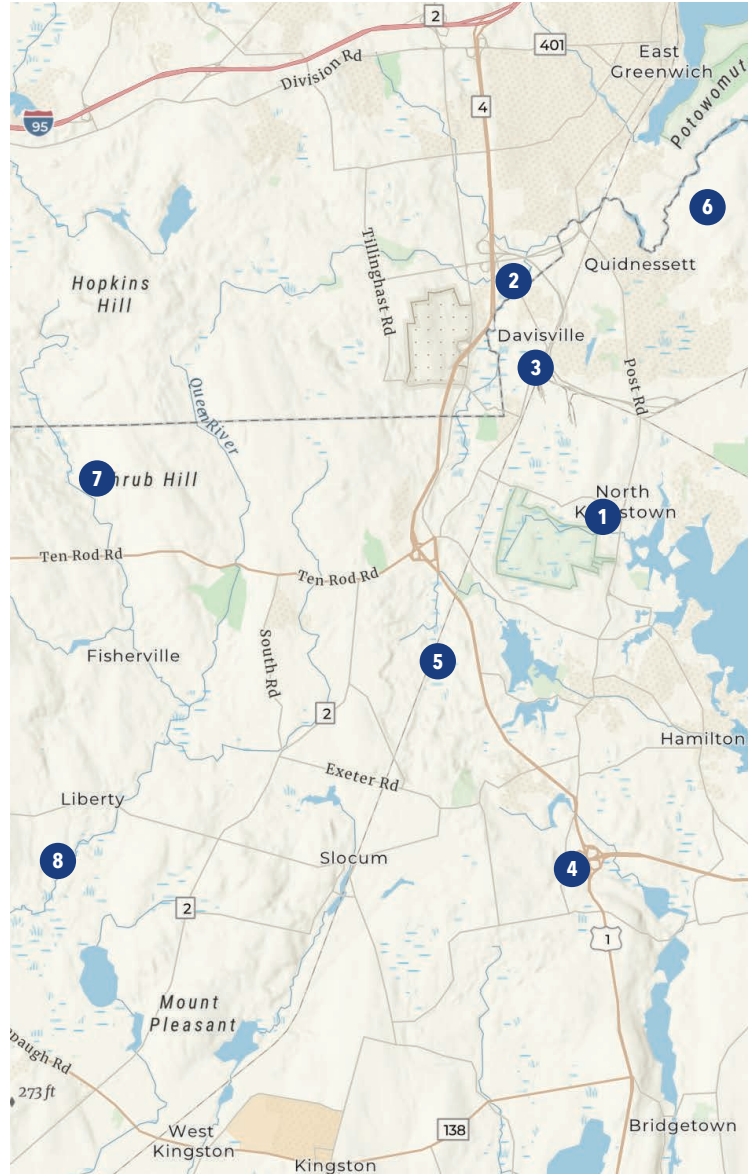 2
401
East
Greenwich
Division Rd
Potowomut
4
95
6
Tillinghast Rd
Quidnessett
Hopkins
Hill
2
Davisville
3
Post Rd
Queen River
7
hrub Hill
North
K
stown
1
Ten Rod Rd
Ten Rod Rd
South Rd
Fisherville
5
2
Hamilton
Exeter Rd
Liberty
8
Slocum
4
2
1
Mount
Pleasant
paugh Rd
273 ft
West
Kingston
138
Bridgetown
Kingston